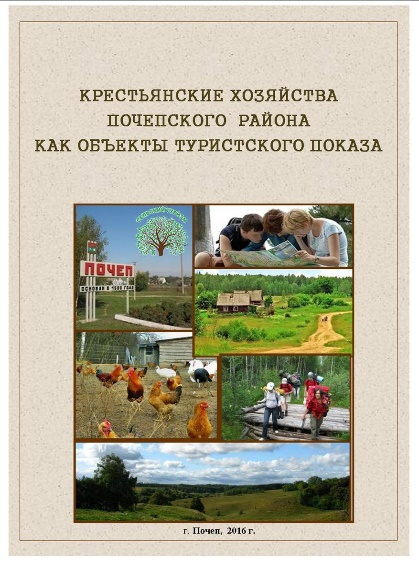 КРЕСТЬЯНСКИЕ ХОЗЯЙСТВА
ПОЧЕПСКОГО РАЙОНА
КАК ОБЪЕКТЫ ТУРИСТСКОГО ПОКАЗА
ПОЧЕП
г. Почеп, 2016 г.